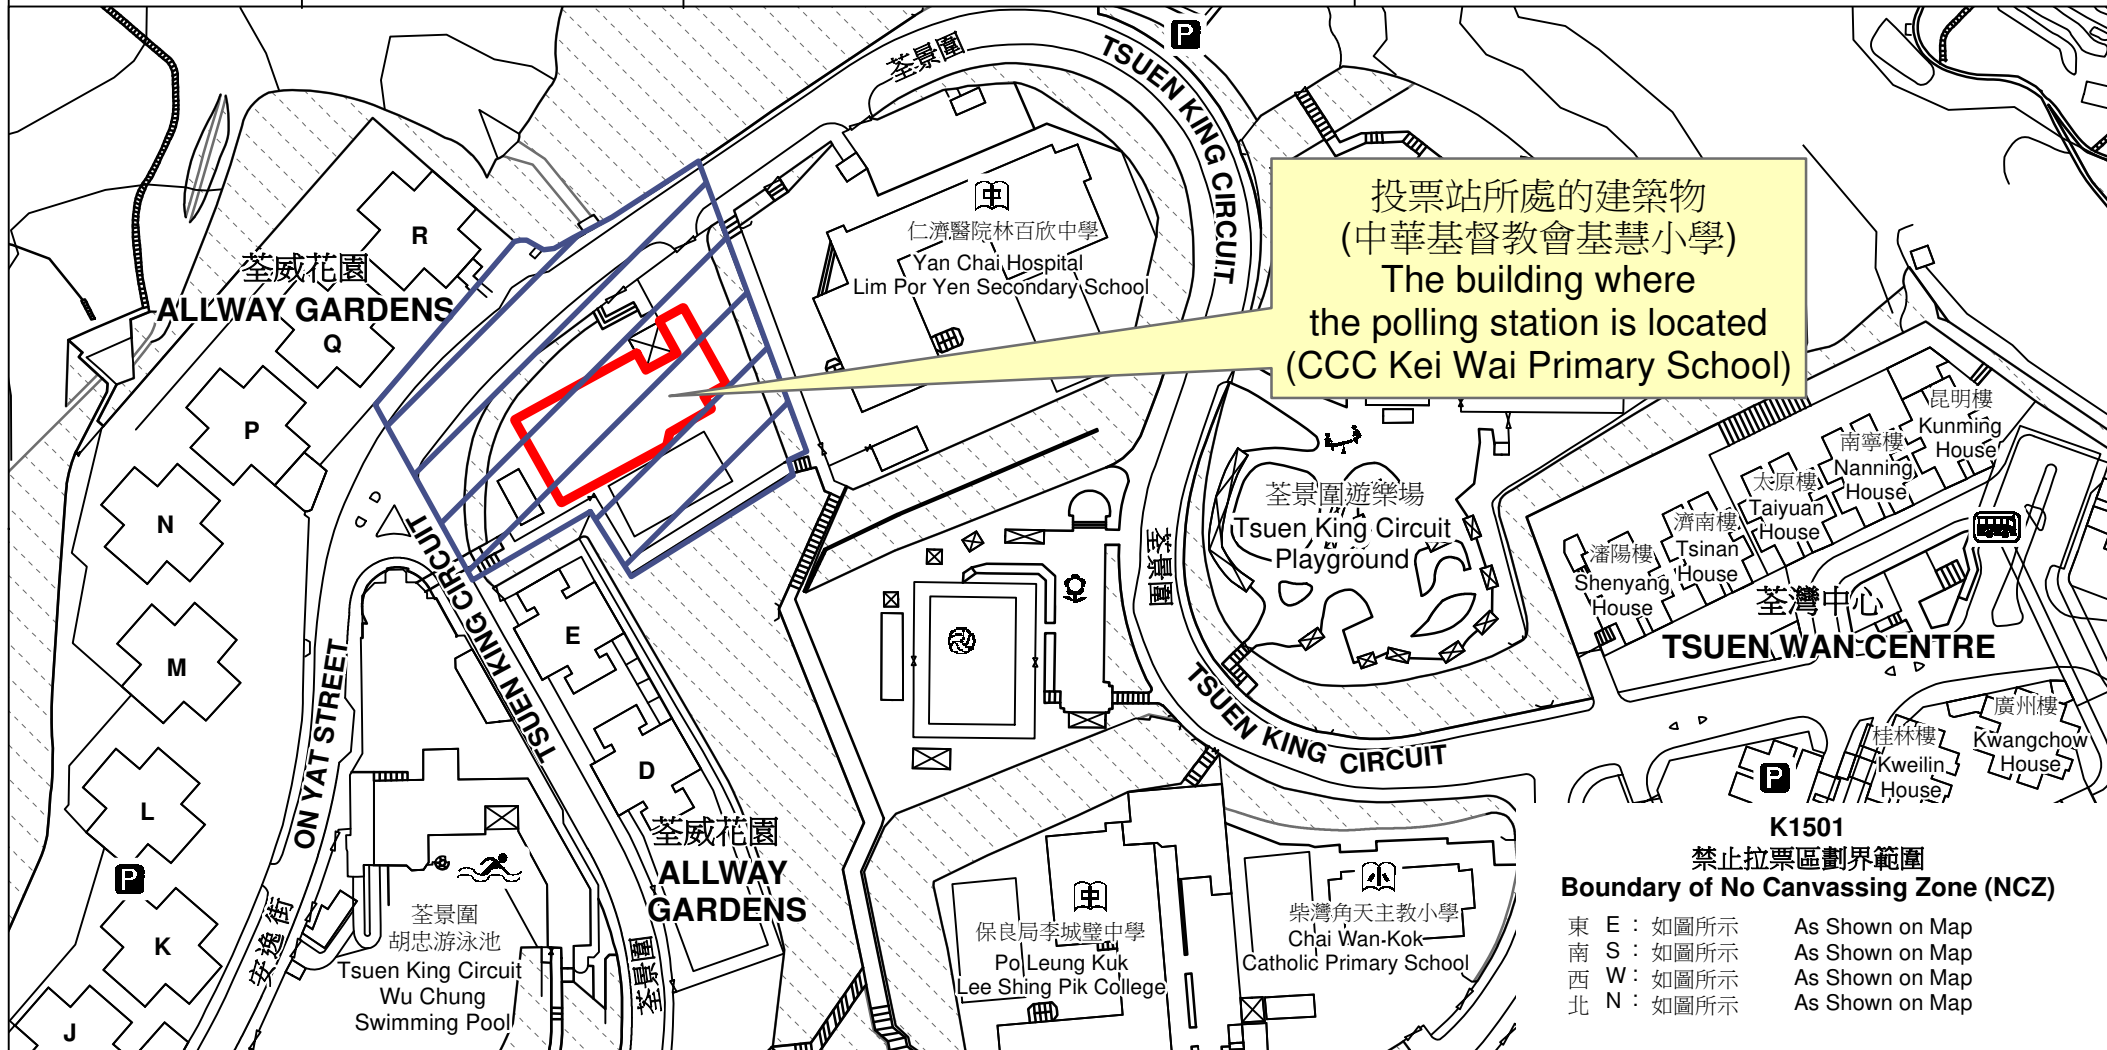 荃景圍
TSUEN KING CIRCUIT
P
投票站所處的建築物
(中華基督教會基慧小學)
The building where
the polling station is located
(CCC Kei Wai Primary School)
中
仁濟醫院林百欣中學
Yan Chai Hospital
Lim Por Yen Secondary School
R
荃威花園
ALLWAY GARDENS
Q
P
N
M
L
P
K
J
ON YAT STREET
安逸街
TSUEN KING CIRCUIT
荃景圍
E
D
荃威花園
ALLWAY
GARDENS
荃景圍
胡忠游泳池
Tsuen King Circuit
Wu Chung
Swimming Pool
荃景圍
TSUEN KING CIRCUIT
荃景圍遊樂場
Tsuen King Circuit
Playground
昆明樓
Kunming
House
南寧樓
Nanning
House
太原樓
Taiyuan
House
濟南樓
Tsinan
House
瀋陽樓
Shenyang
House
荃灣中心
TSUEN WAN CENTRE
廣州樓
Kwangchow
House
桂林樓
Kweilin
House
P
中
保良局李城璧中學
Po Leung Kuk
Lee Shing Pik College
小
柴灣角天主教小學
Chai Wan-Kok
Catholic Primary School
K1501
禁止拉票區劃界範圍
Boundary of No Canvassing Zone (NCZ)
東 E : 如圖所示 As Shown on Map
南 S : 如圖所示 As Shown on Map
西 W : 如圖所示 As Shown on Map
北 N : 如圖所示 As Shown on Map